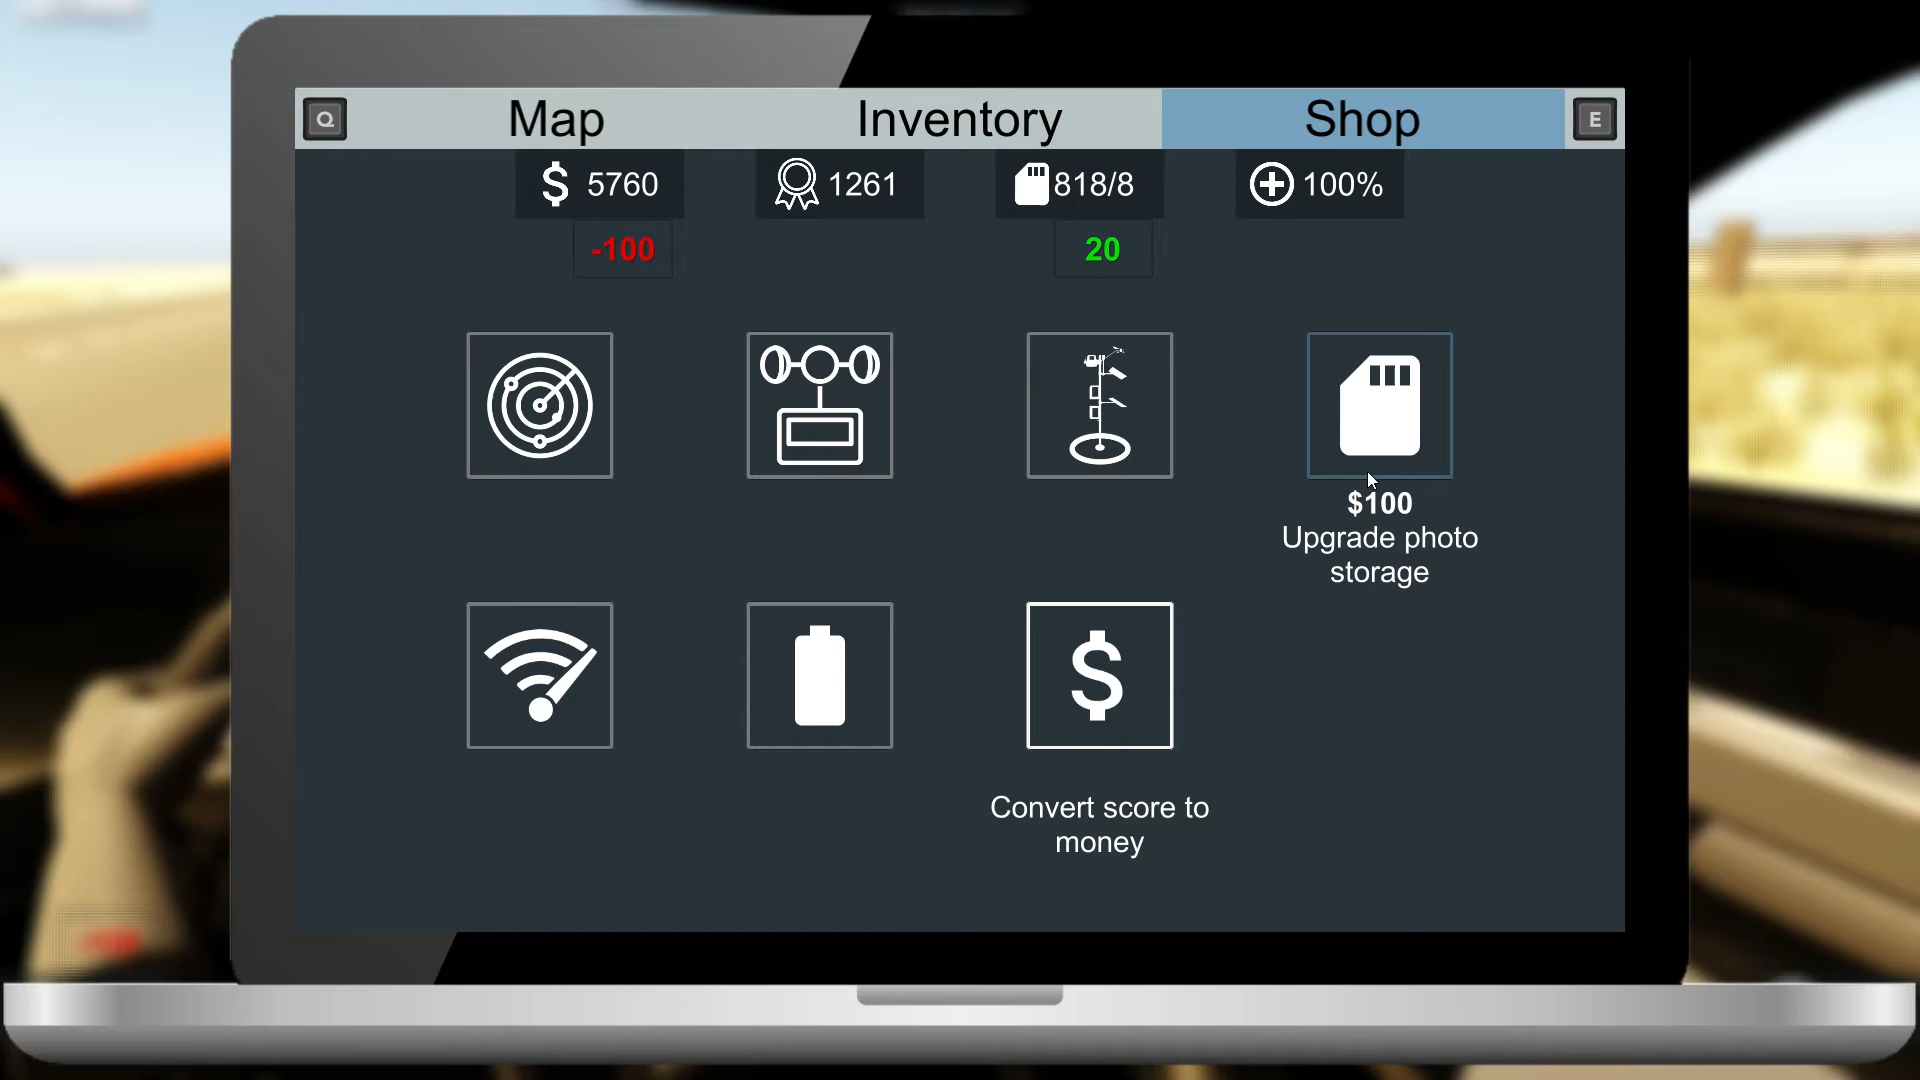 Q Map Inventory Shop E
$ 5760 1261 818/8 100%
-100 20
$100
Upgrade photo
storage
$
Convert score to
money